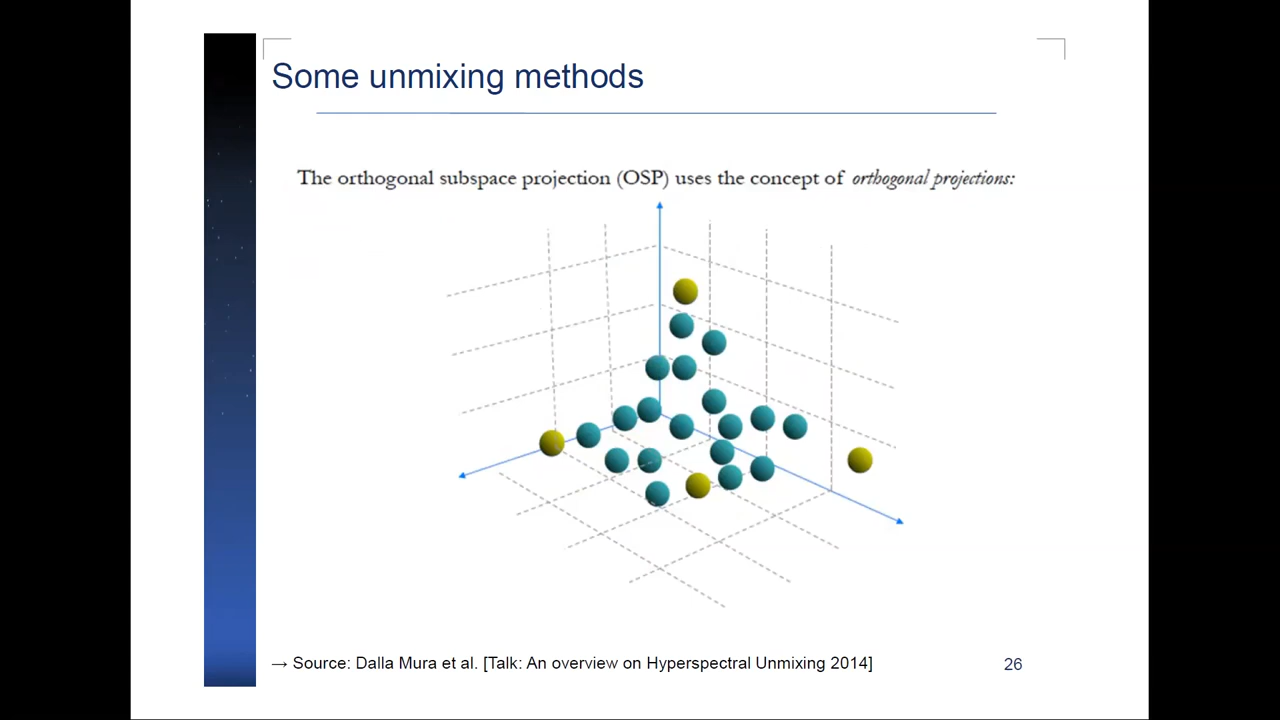 Some unmixing methods
The orthogonal subspace projection (OSP) uses the concept of orthogonal projections:
→ Source: Dalla Mura et al. [Talk: An overview on Hyperspectral Unmixing 2014]
26